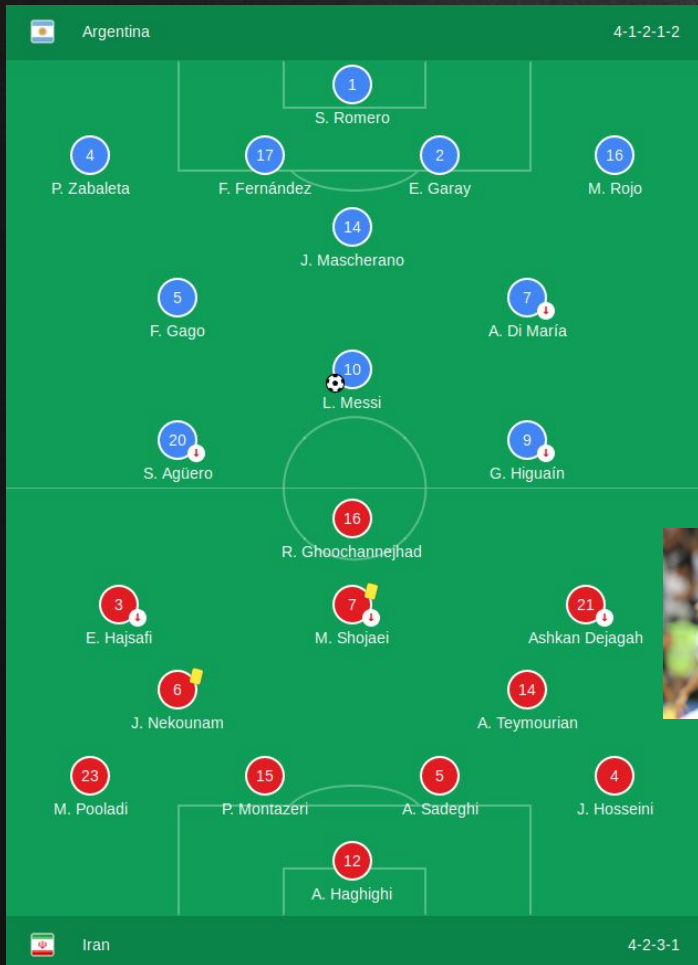 Argentina 4-1-2-1-2
1
S. Romero
4 17 2 16
P. Zabaleta F. Fernández E. Garay M. Rojo
14
J. Mascherano
5 7
F. Gago A. Di María
10
L. Messi
20 9
S. Agüero G. Higuaín
16
R. Ghoochannejhad
3 7 21
E. Hajsafi M. Shojaei Ashkan Dejagah
6 14
J. Nekounam A. Teymourian
23 15 5 4
M. Pooladi P. Montazeri A. Sadeghi J. Hosseini
12
A. Haghighi
Iran 4-2-3-1